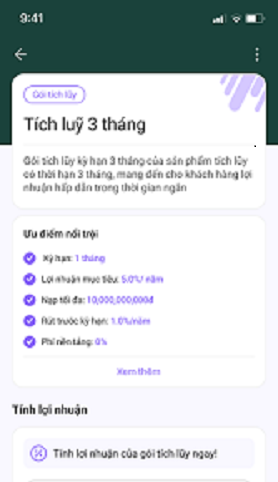 9:41
Gói tích lũy
Tích luỹ 3 tháng
Gói tích lũy kỳ hạn 3 tháng của sản phẩm tích lũy
có thời hạn 3 tháng, mang đến cho khách hàng lợi
nhuận hấp dẫn trong thời gian ngắn
Ưu điểm nổi trội
Kỳ hạn: 1 tháng
Lợi nhuận mục tiêu: 5.0%/ năm
Nạp tối đa: 10,000,000,000đ
Rút trước kỳ hạn: 1.0%/năm
Phí nền tảng: 0%
Xem thêm
Tính lợi nhuận
Tính lợi nhuận của gói tích lũy ngay!